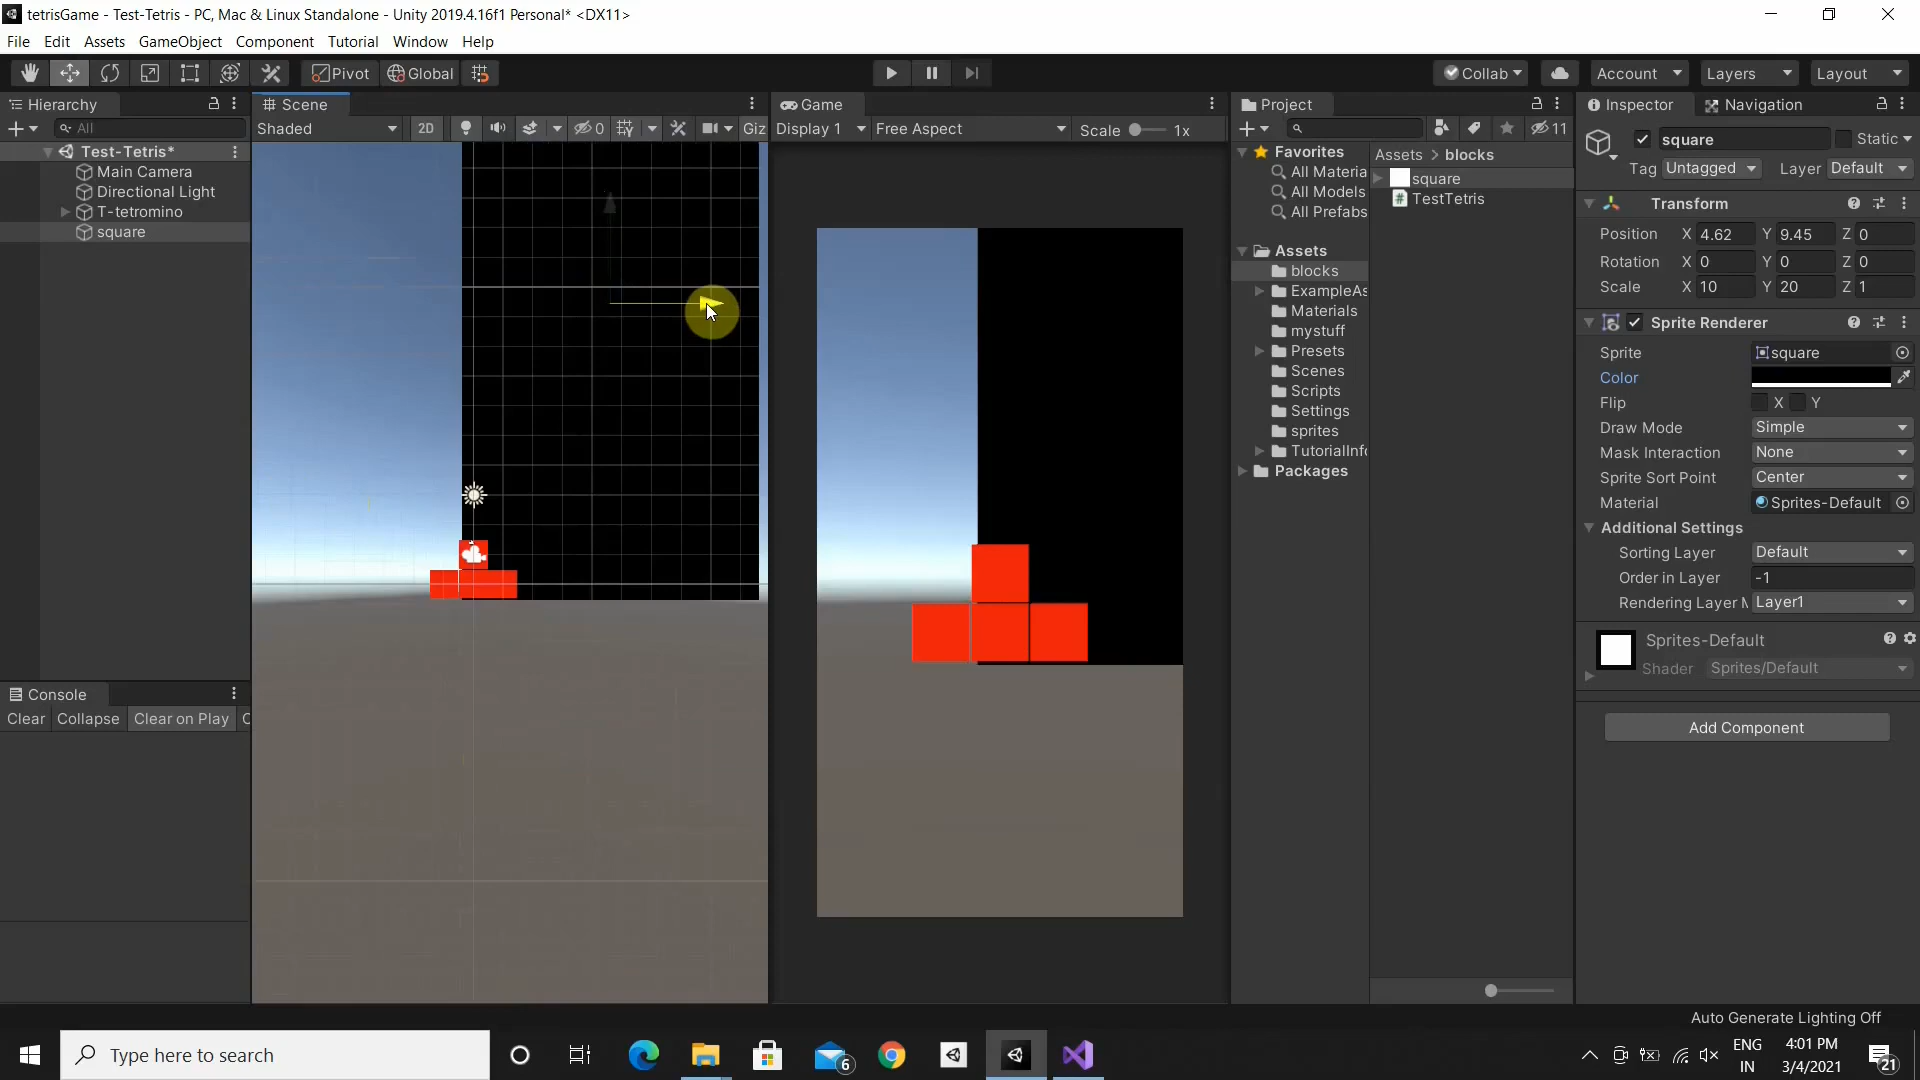 tetrisGame - Test-Tetris - PC, Mac & Linux Standalone - Unity 2019.4.16f1 Personal* <DX11>
File Edit Assets GameObject Component Tutorial Window Help
Pivot Global Collab Account Layers Layout
Hierarchy
All
Test-Tetris*
Main Camera
Directional Light
T-tetromino
square
Console
Clear Collapse Clear on Play C
Scene
Shaded 2D 0 Giz
Game
Display 1 Free Aspect Scale 1x
Project
11
Favorites
All Materia
All Models
All Prefabs
Assets
blocks
ExampleAs
Materials
mystuff
Presets
Scenes
Scripts
Settings
sprites
TutorialInfo
Packages
Assets > blocks
square
TestTetris
Inspector Navigation
square Static
Tag Untagged Layer Default
Transform
Position X 4.62 Y 9.45 Z 0
Rotation X 0 Y 0 Z 0
Scale X 10 Y 20 Z 1
Sprite Renderer
Sprite square
Color
Flip X Y
Draw Mode Simple
Mask Interaction None
Sprite Sort Point Center
Material Sprites-Default
Additional Settings
Sorting Layer Default
Order in Layer -1
Rendering Layer M Layer1
Sprites-Default
Shader Sprites/Default
Add Component
Auto Generate Lighting Off
Type here to search
6
ENG
IN
4:01 PM
3/4/2021
21